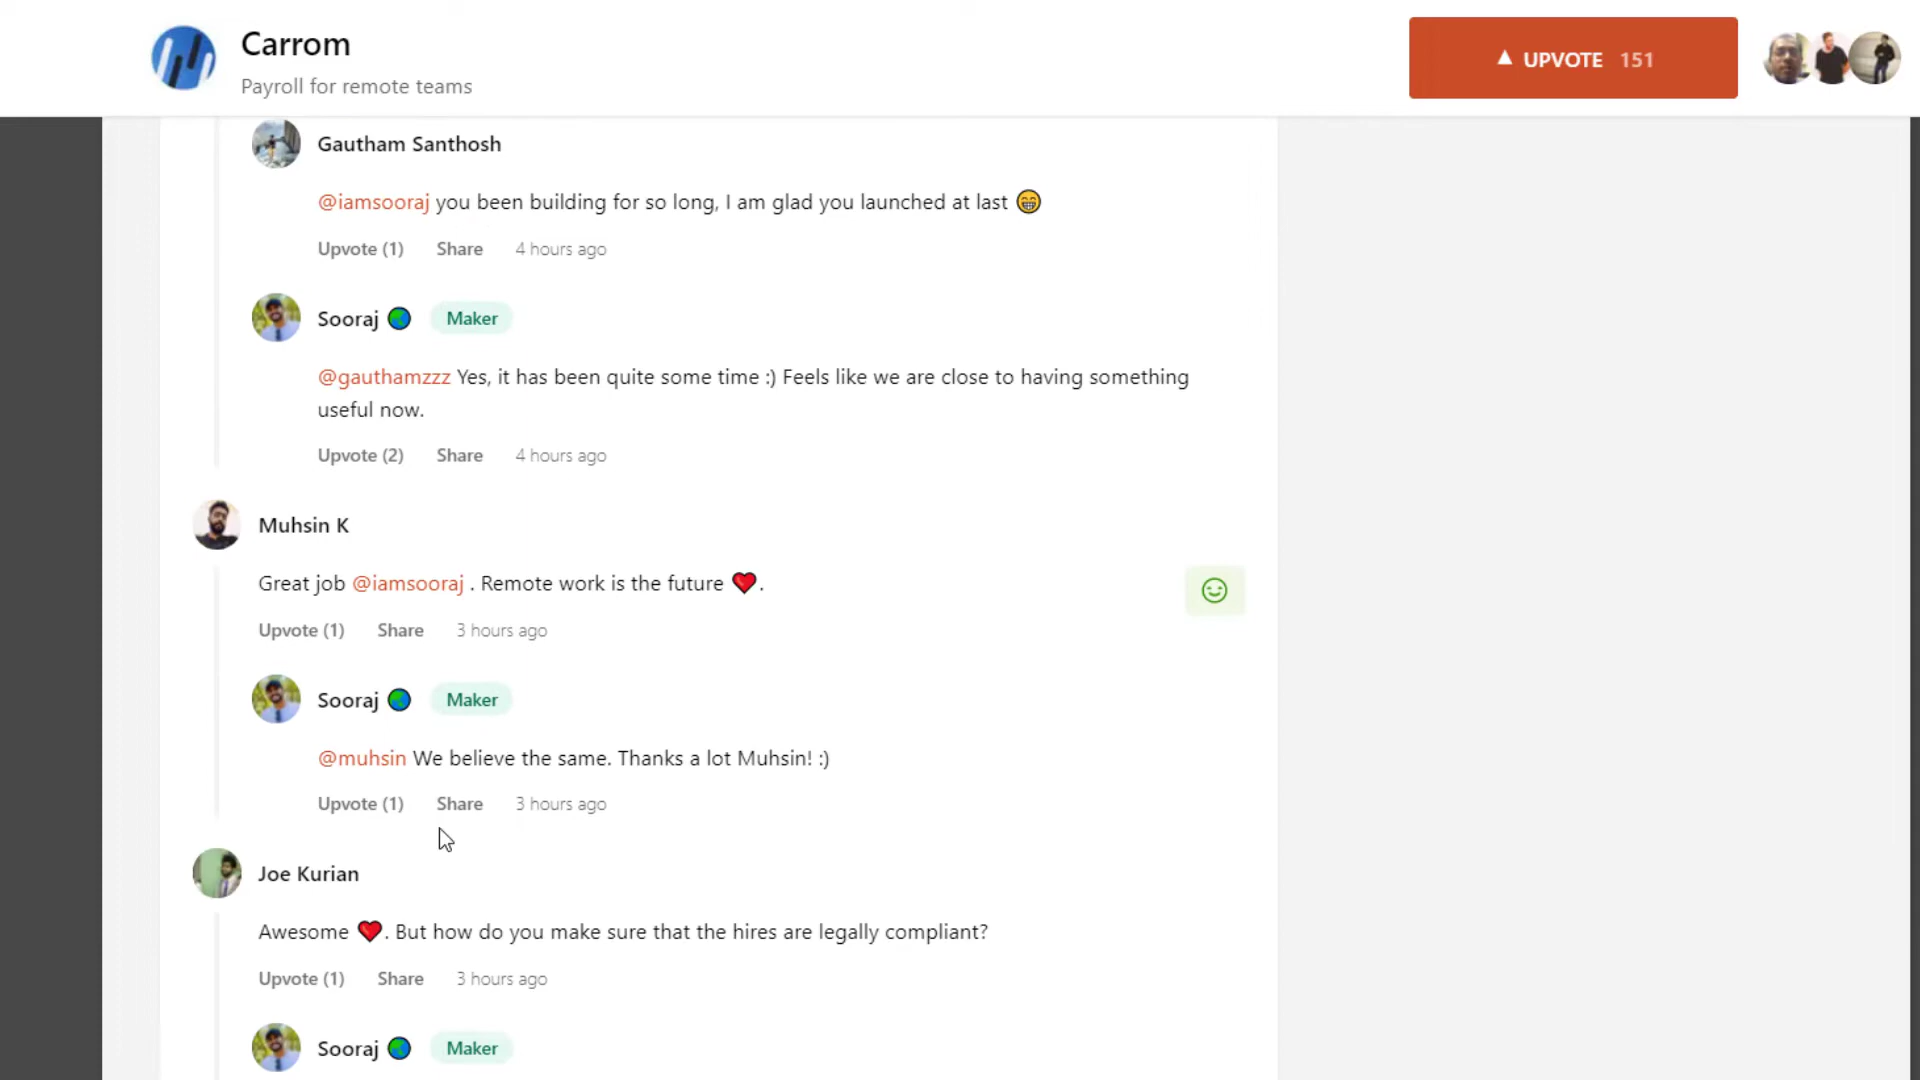 Carrom
Payroll for remote teams
▲ UPVOTE 151
Gautham Santhosh
@iamsooraj you been building for so long, I am glad you launched at last 😁
Upvote (1) Share 4 hours ago
Sooraj 🌏 Maker
@gauthamzzz Yes, it has been quite some time :) Feels like we are close to having something
useful now.
Upvote (2) Share 4 hours ago
Muhsin K
Great job @iamsooraj . Remote work is the future ❤️.
Upvote (1) Share 3 hours ago
Sooraj 🌏 Maker
@muhsin We believe the same. Thanks a lot Muhsin! :)
Upvote (1) Share 3 hours ago
Joe Kurian
Awesome ❤️. But how do you make sure that the hires are legally compliant?
Upvote (1) Share 3 hours ago
Sooraj 🌏 Maker